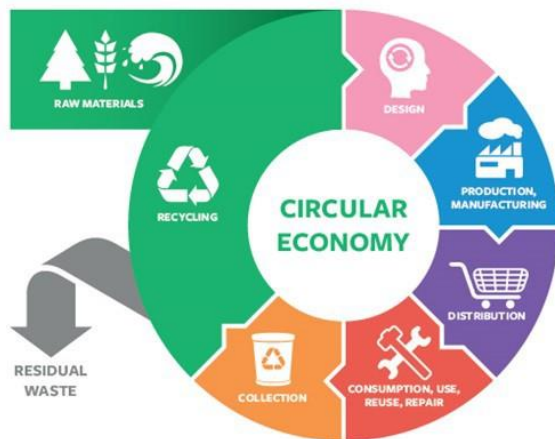 RAW MATERIALS
DESIGN
PRODUCTION,
MANUFACTURING
RECYCLING
CIRCULAR
ECONOMY
DISTRIBUTION
RESIDUAL
WASTE
COLLECTION
CONSUMPTION, USE,
REUSE, REPAIR